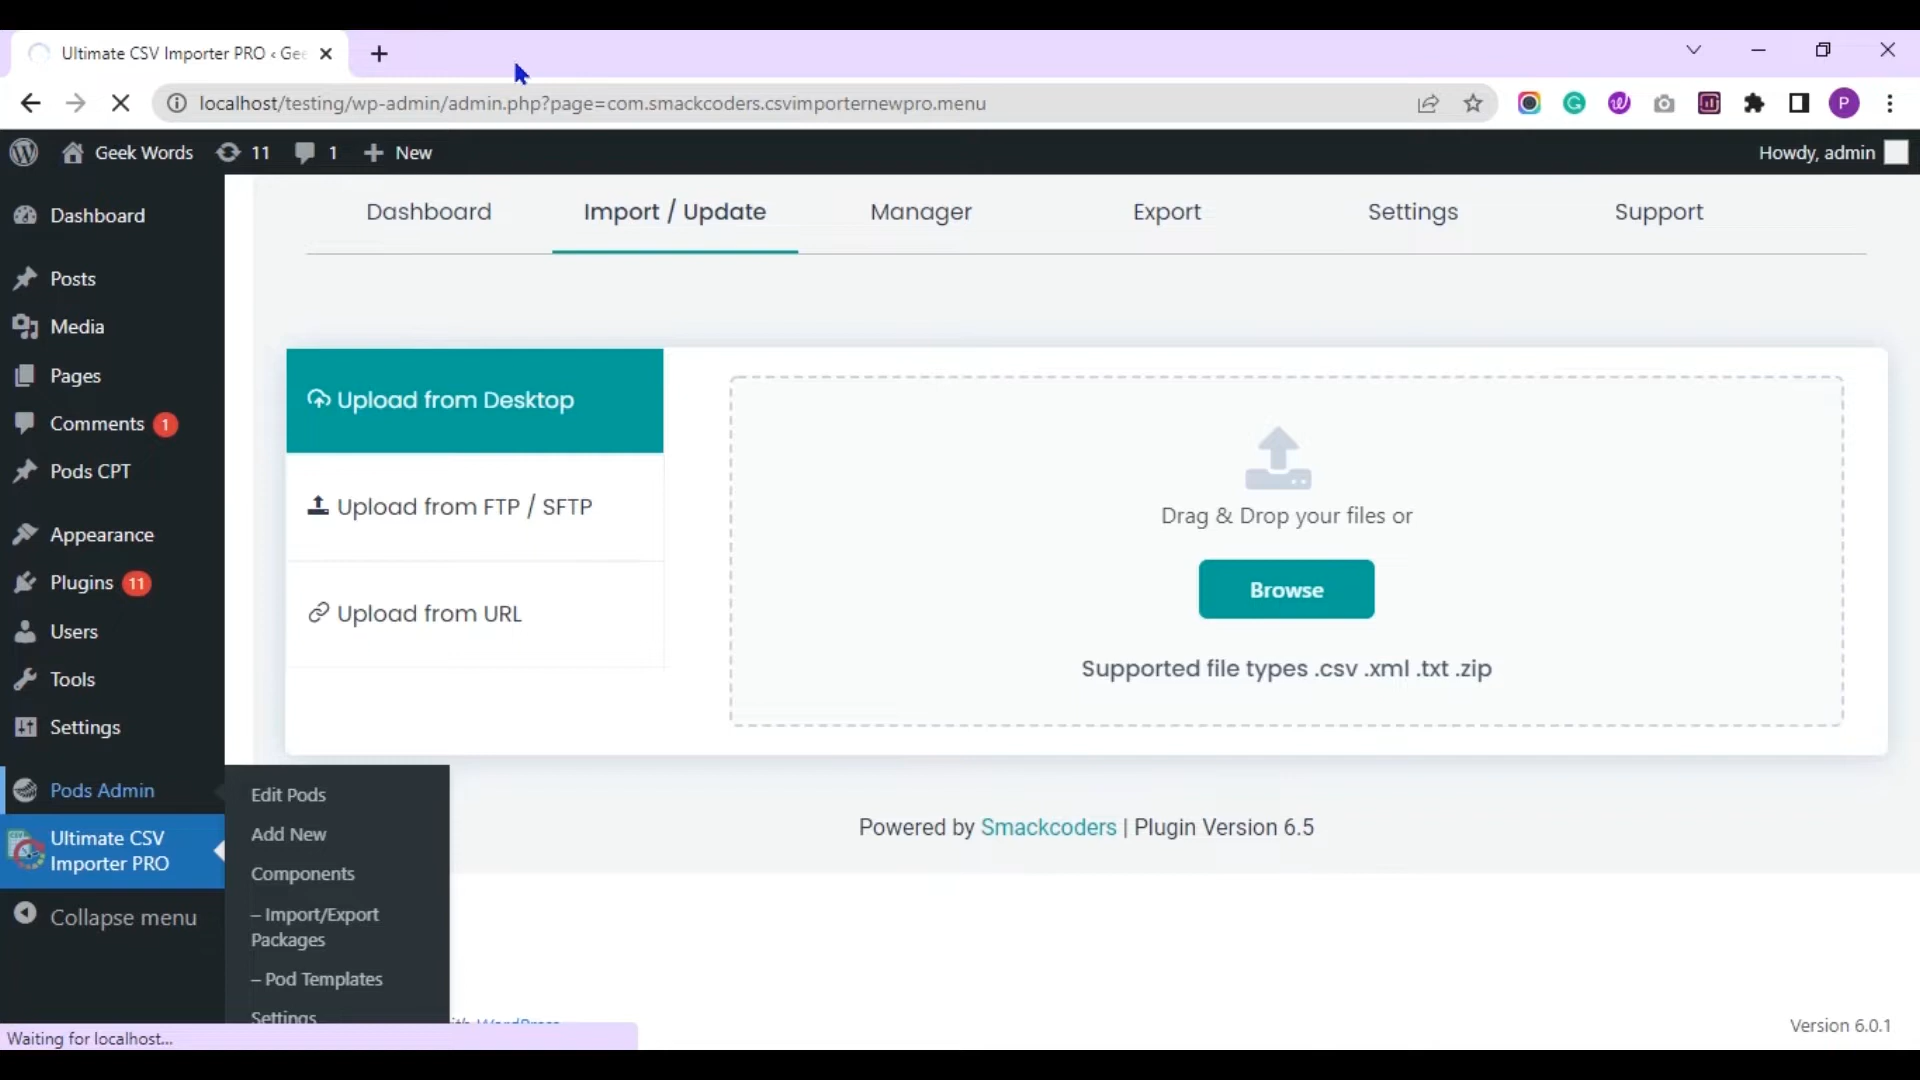 Ultimate CSV Importer PRO ‹ Gee
localhost/testing/wp-admin/admin.php?page=com.smackcoders.csvimporternewpro.menu
P
Geek Words
11
1
New
Howdy, admin
Dashboard
Posts
Media
Pages
Comments 1
Pods CPT
Appearance
Plugins 11
Users
Tools
Settings
Pods Admin
Ultimate CSV
Importer PRO
Collapse menu
Edit Pods
Add New
Components
– Import/Export
Packages
– Pod Templates
Settings
Dashboard
Import / Update
Manager
Export
Settings
Support
Upload from Desktop
Upload from FTP / SFTP
Upload from URL
Drag & Drop your files or
Browse
Supported file types .csv .xml .txt .zip
Powered by Smackcoders | Plugin Version 6.5
Version 6.0.1
Waiting for localhost...